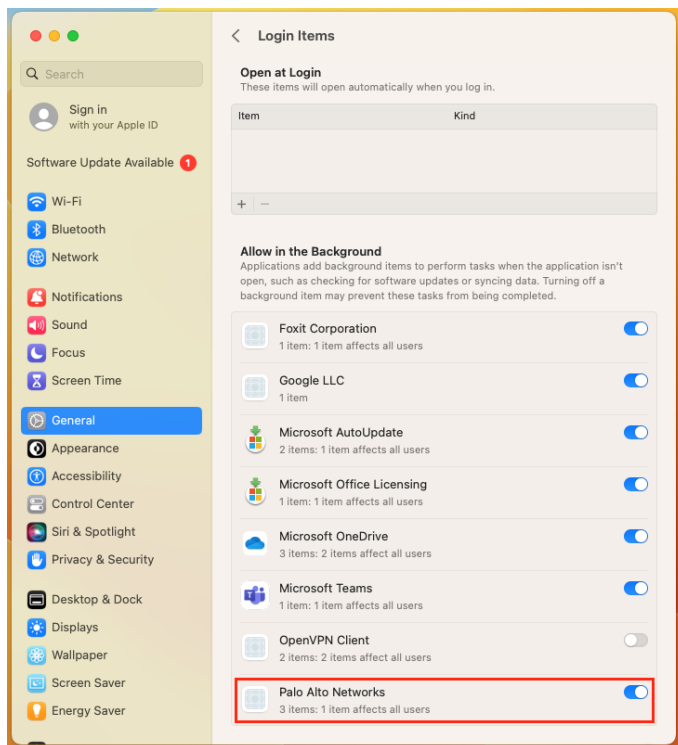 Login Items
Search
Sign in
with your Apple ID
Software Update Available 1
Wi-Fi
Bluetooth
Network
Notifications
Sound
Focus
Screen Time
General
Appearance
Accessibility
Control Center
Siri & Spotlight
Privacy & Security
Desktop & Dock
Displays
Wallpaper
Screen Saver
Energy Saver
Open at Login
These items will open automatically when you log in.
Item Kind
+ −
Allow in the Background
Applications add background items to perform tasks when the application isn't
open, such as checking for software updates or syncing data. Turning off a
background item may prevent these tasks from being completed.
Foxit Corporation
1 item: 1 item affects all users
Google LLC
1 item
Microsoft AutoUpdate
2 items: 1 item affects all users
Microsoft Office Licensing
1 item: 1 item affects all users
Microsoft OneDrive
3 items: 2 items affect all users
Microsoft Teams
1 item: 1 item affects all users
OpenVPN Client
2 items: 2 items affect all users
Palo Alto Networks
3 items: 1 item affects all users